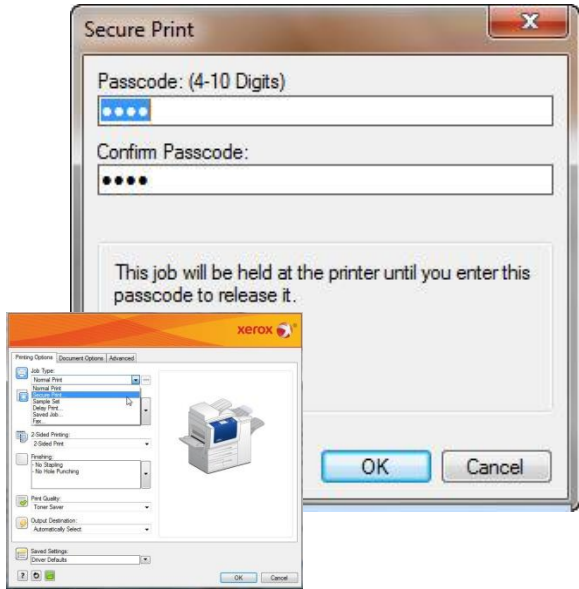 Secure Print
Passcode: (4-10 Digits)
••••
Confirm Passcode:
••••
This job will be held at the printer until you enter this
passcode to release it.
OK Cancel
xerox
Printing Options Document Options Advanced
Job Type:
Normal Print
Normal Print
Secure Print...
Sample Set
Delay Print...
Saved Job...
Fax...
2-Sided Printing:
2-Sided Print
Finishing:
- No Stapling
- No Hole Punching
Print Quality:
Toner Saver
Output Destination:
Automatically Select
Saved Settings:
Driver Defaults
OK Cancel